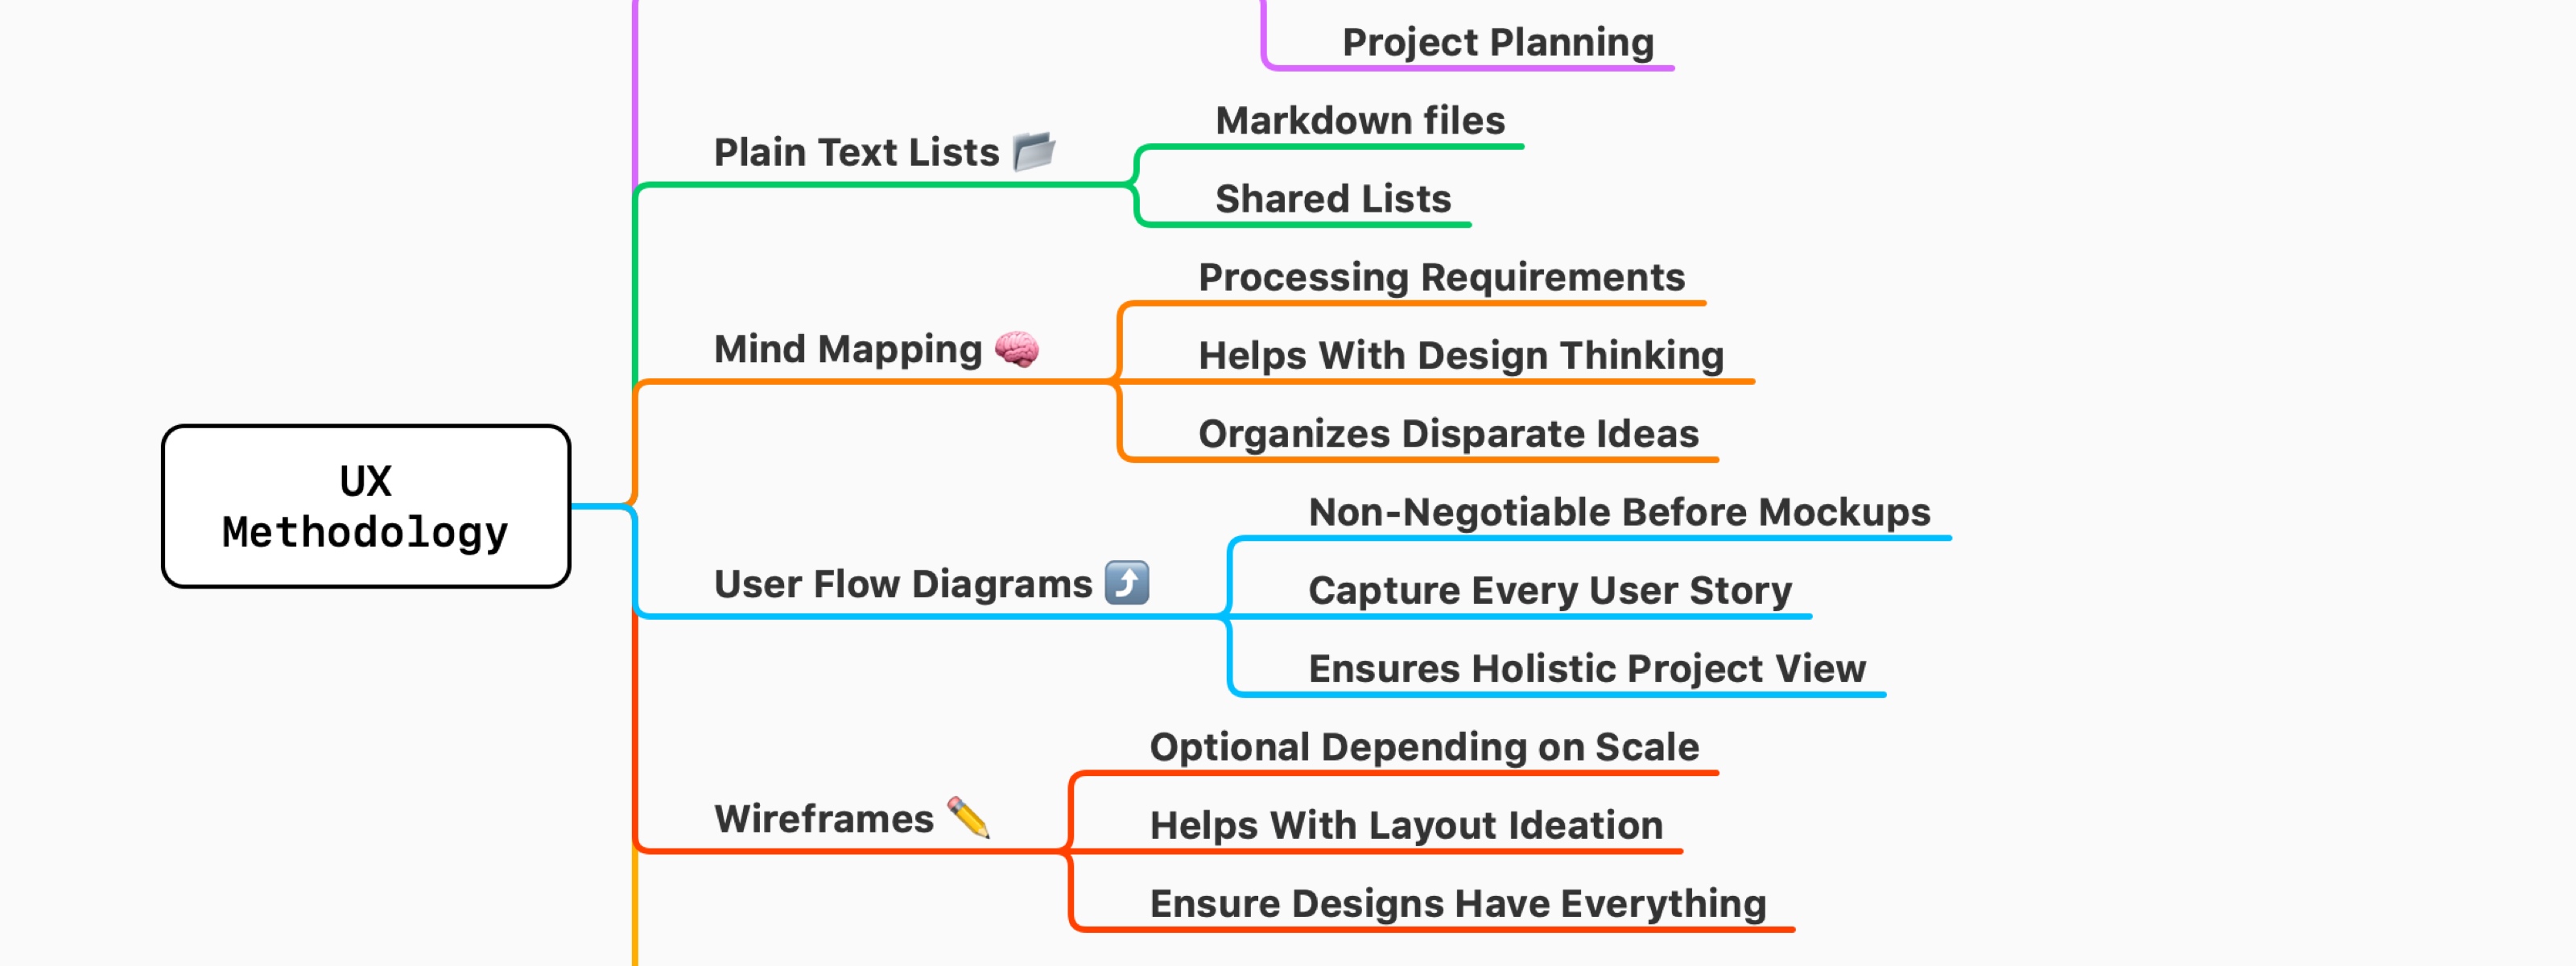 Project Planning
Plain Text Lists
Markdown files
Shared Lists
Mind Mapping
Processing Requirements
Helps With Design Thinking
Organizes Disparate Ideas
UX
Methodology
User Flow Diagrams
Non-Negotiable Before Mockups
Capture Every User Story
Ensures Holistic Project View
Wireframes
Optional Depending on Scale
Helps With Layout Ideation
Ensure Designs Have Everything